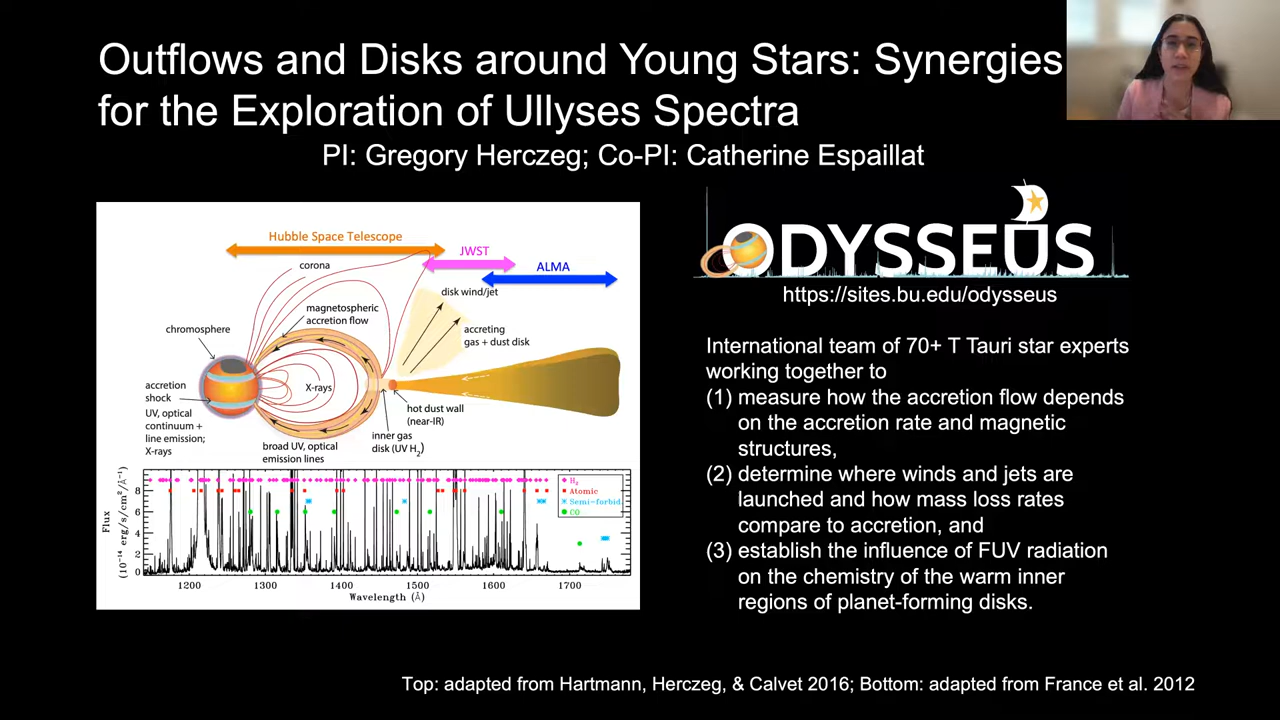 Outflows and Disks around Young Stars: Synergies
for the Exploration of Ullyses Spectra
PI: Gregory Herczeg; Co-PI: Catherine Espaillat
Hubble Space Telescope
JWST
ALMA
corona
disk wind/jet
magnetospheric
accretion flow
chromosphere
accreting
gas + dust disk
accretion
shock
UV, optical
continuum +
line emission;
X-rays
X-rays
hot dust wall
(near-IR)
inner gas
disk (UV H2)
broad UV, optical
emission lines
H2
Atomic
Semi-forbid
CO
Flux
(10⁻¹⁴ erg/s/cm²/Å⁻¹)
8
6
4
2
0
1200 1300 1400 1500 1600 1700
Wavelength (Å)
ODYSSEUS
https://sites.bu.edu/odysseus
International team of 70+ T Tauri star experts
working together to
(1) measure how the accretion flow depends
on the accretion rate and magnetic
structures,
(2) determine where winds and jets are
launched and how mass loss rates
compare to accretion, and
(3) establish the influence of FUV radiation
on the chemistry of the warm inner
regions of planet-forming disks.
Top: adapted from Hartmann, Herczeg, & Calvet 2016; Bottom: adapted from France et al. 2012